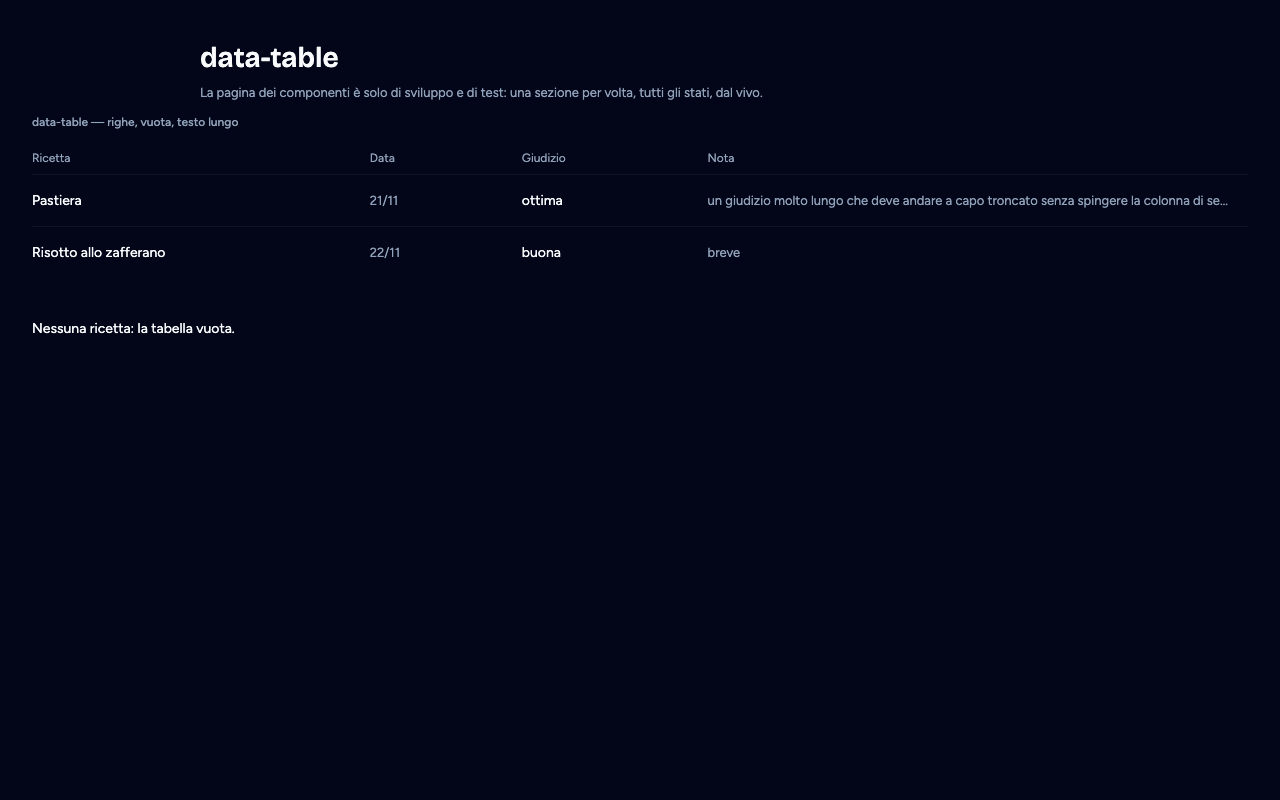 data-table
La pagina dei componenti è solo di sviluppo e di test: una sezione per volta, tutti gli stati, dal vivo.
data-table — righe, vuota, testo lungo
Ricetta Data Giudizio Nota
Pastiera 21/11 ottima un giudizio molto lungo che deve andare a capo troncato senza spingere la colonna di se...
Risotto allo zafferano 22/11 buona breve
Nessuna ricetta: la tabella vuota.